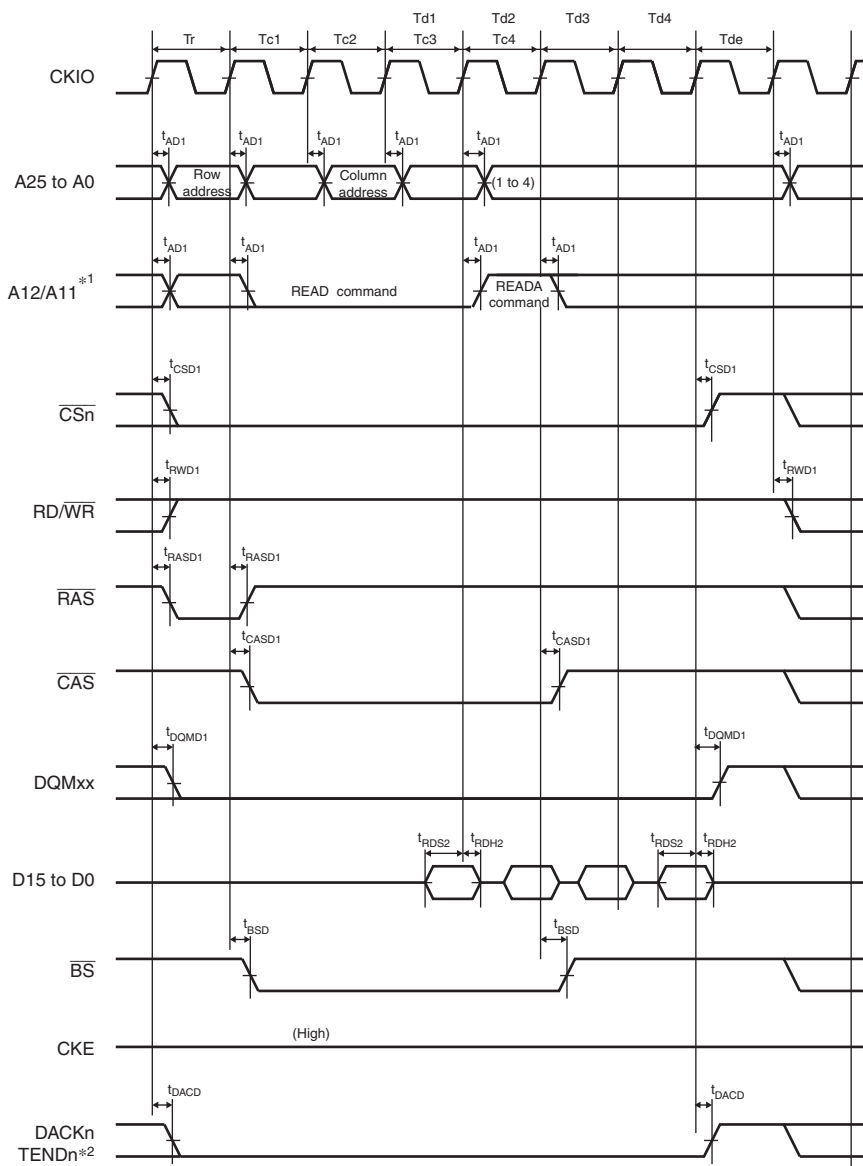 Td1 Td2 Td3 Td4
Tr Tc1 Tc2 Tc3 Tc4 Tde
CKIO
tAD1 tAD1 tAD1 tAD1 tAD1 tAD1
A25 to A0
Row address
Column address
(1 to 4)
tAD1 tAD1 tAD1 tAD1
A12/A11*1
READ command
READA command
tCSD1 tCSD1
CSn
tRWD1 tRWD1
RD/WR
tRASD1 tRASD1
RAS
tCASD1 tCASD1
CAS
tDQMD1 tDQMD1
DQMxx
tRDS2 tRDH2 tRDS2 tRDH2
D15 to D0
tBSD tBSD
BS
(High)
CKE
tDACD tDACD
DACKn
TENDn*2